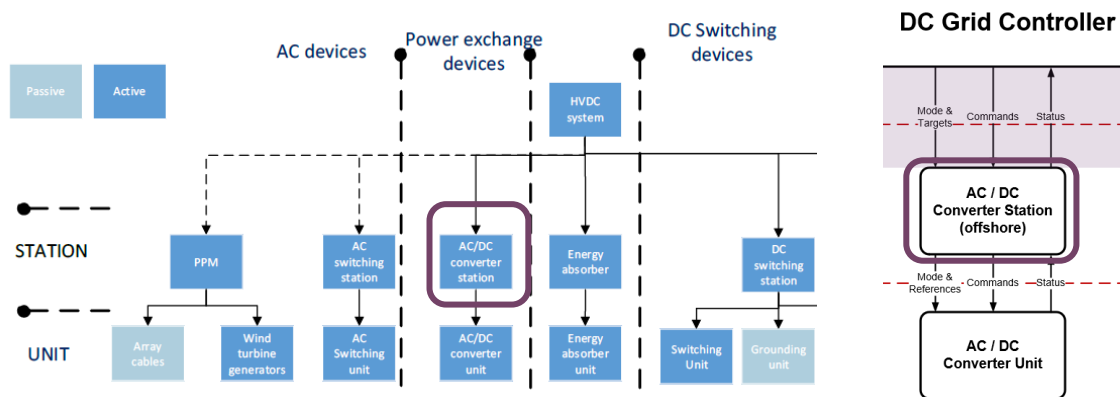 DC Grid Controller
AC devices
Power exchange
devices
DC Switching
devices
Passive
Active
HVDC
system
Mode &
Targets
Commands
Status
STATION
PPM
AC
switching
station
AC/DC
converter
station
Energy
absorber
DC
switching
station
AC / DC
Converter Station
(offshore)
Mode &
References
Commands
Status
UNIT
Array
cables
Wind
turbine
generators
AC
Switching
unit
AC/DC
converter
unit
Energy
absorber
unit
Switching
Unit
Grounding
unit
AC / DC
Converter Unit